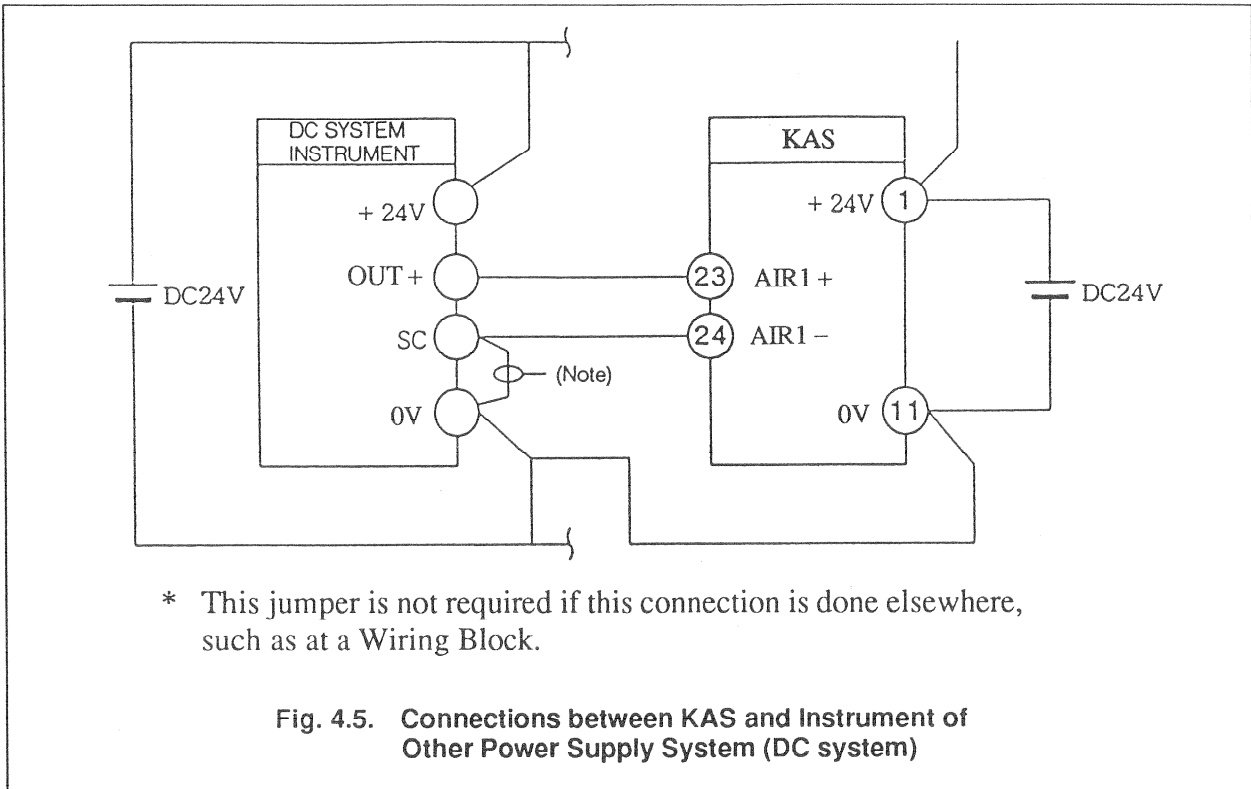 DC SYSTEM
INSTRUMENT
KAS
+ 24V
+ 24V
1
OUT +
23
AIR1 +
DC24V
DC24V
SC
24
AIR1 –
(Note)
0V
0V
11
* This jumper is not required if this connection is done elsewhere,
such as at a Wiring Block.
Fig. 4.5. Connections between KAS and Instrument of
Other Power Supply System (DC system)